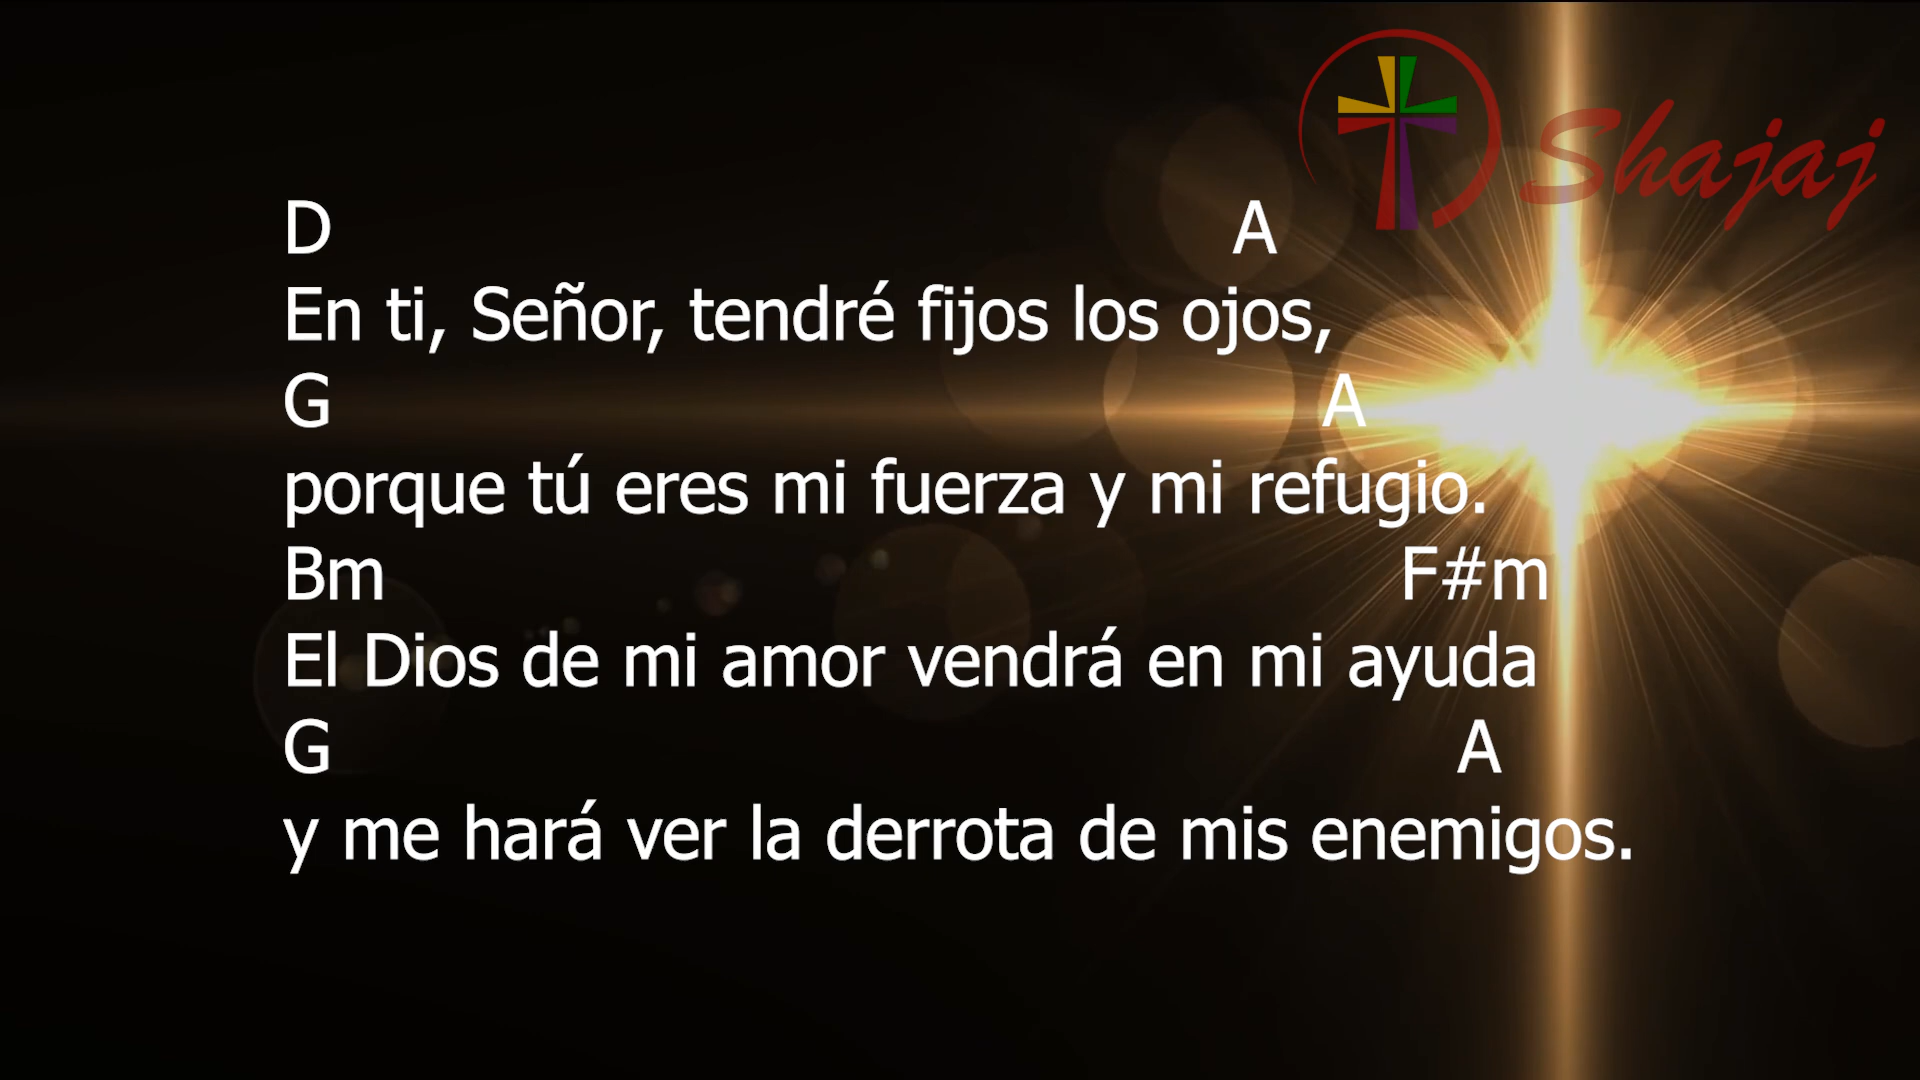 Shajaj
D A
En ti, Señor, tendré fijos los ojos,
G A
porque tú eres mi fuerza y mi refugio.
Bm F#m
El Dios de mi amor vendrá en mi ayuda
G A
y me hará ver la derrota de mis enemigos.